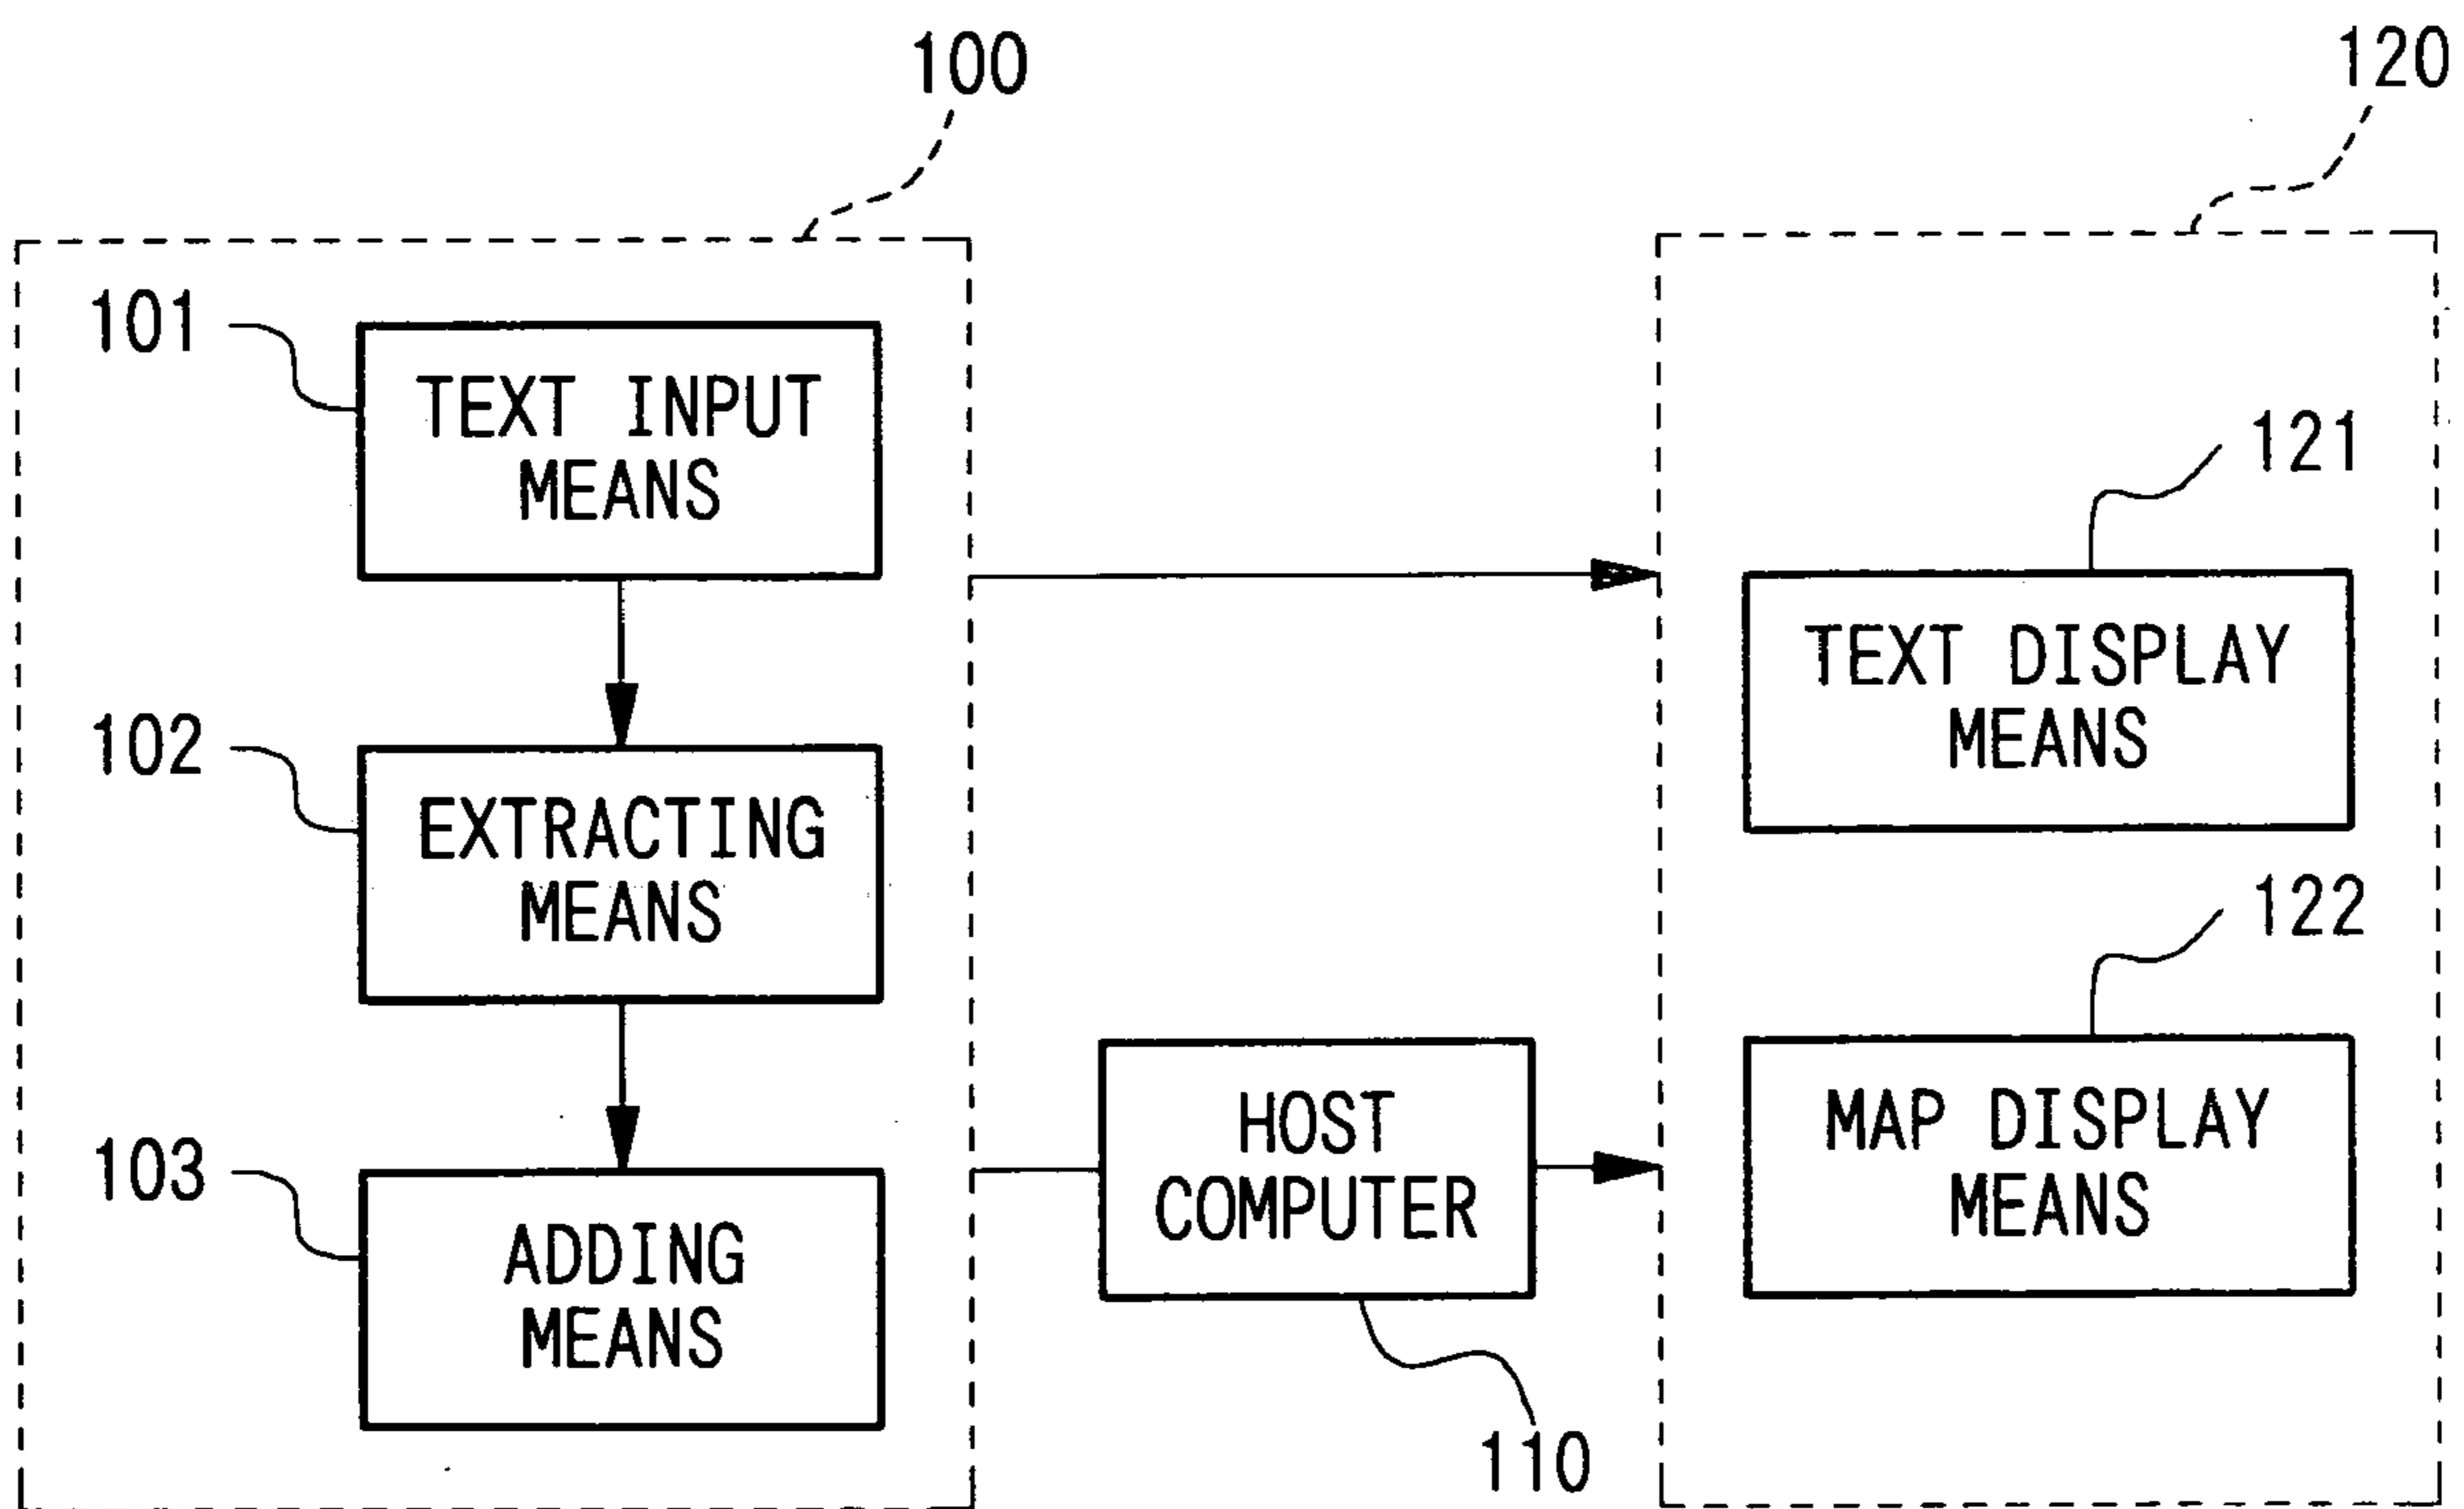 100
120
101
TEXT INPUT
MEANS
121
TEXT DISPLAY
MEANS
102
EXTRACTING
MEANS
122
HOST
COMPUTER
MAP DISPLAY
MEANS
103
ADDING
MEANS
110